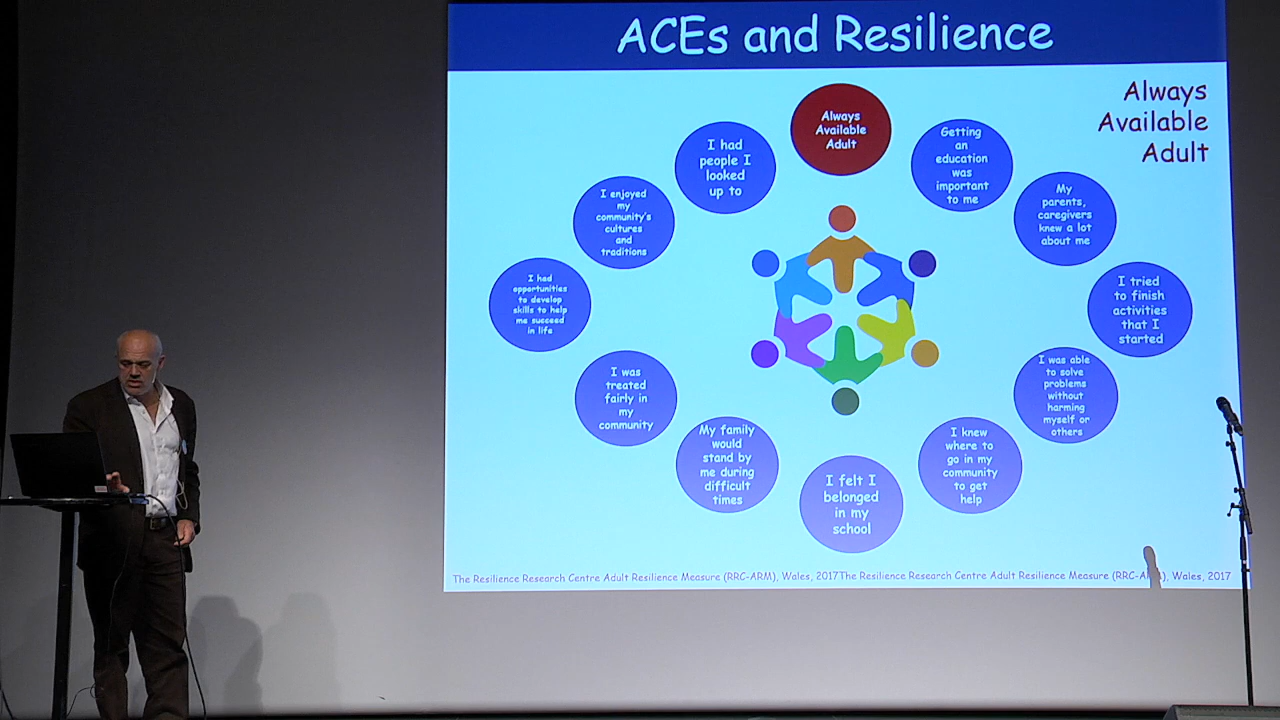 ACEs and Resilience
Always
Available
Adult
Always
Available
Adult
Getting
an
education
was
important
to me
My
parents,
caregivers
knew a lot
about me
I tried
to finish
activities
that I
started
I was able
to solve
problems
without
harming
myself or
others
I knew
where to
go in my
community
to get
help
I felt I
belonged
in my
school
My family
would
stand by
me during
difficult
times
I was
treated
fairly in
my
community
I had
opportunities
to develop
skills to help
me succeed
in life
I enjoyed
my
community's
cultures
and
traditions
I had
people I
looked
up to
The Resilience Research Centre Adult Resilience Measure (RRC-ARM), Wales, 2017The Resilience Research Centre Adult Resilience Measure (RRC-ARM), Wales, 2017